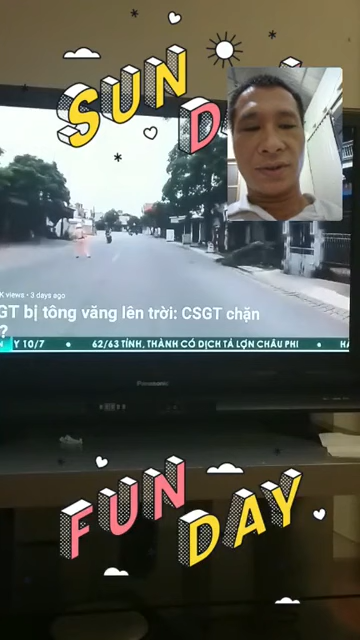 SUN
D
K views • 3 days ago
GT bị tông văng lên trời: CSGT chặn
?
Y 10/7 • 62/63 TỈNH, THÀNH CÓ DỊCH TẢ LỢN CHÂU PHI • HÀ
Panasonic
FUN
DAY